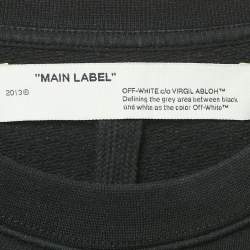 "MAIN LABEL"
2013© OFF-WHITE c/o VIRGIL ABLOH™
Defining the grey area between black
and white as the color Off-White™